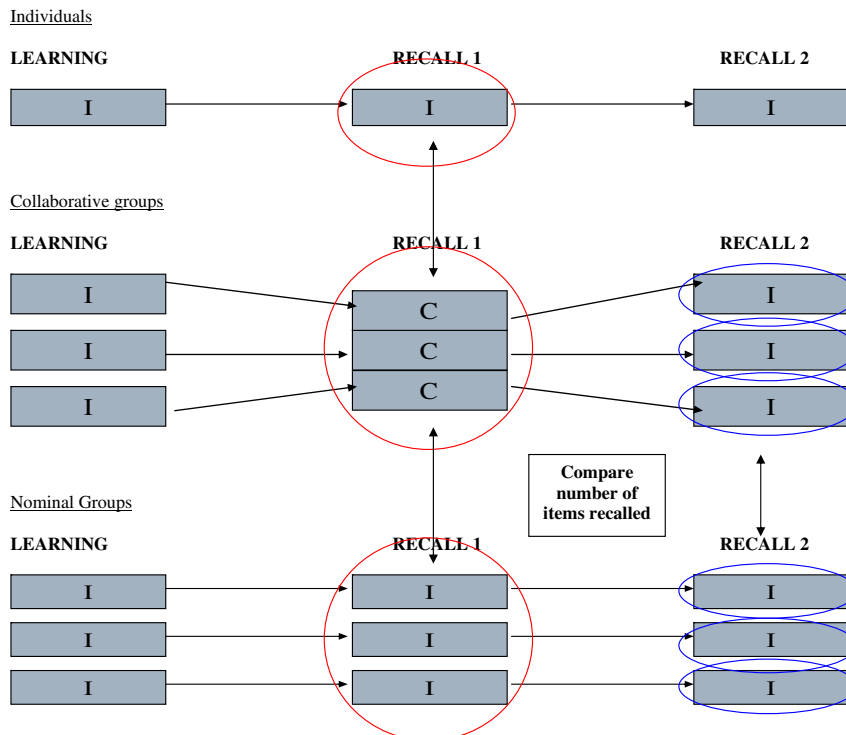 Individuals
LEARNING RECALL 1 RECALL 2
I I I
Collaborative groups
LEARNING RECALL 1 RECALL 2
I C I
I C I
I C I
Compare
number of
items recalled
Nominal Groups
LEARNING RECALL 1 RECALL 2
I I I
I I I
I I I